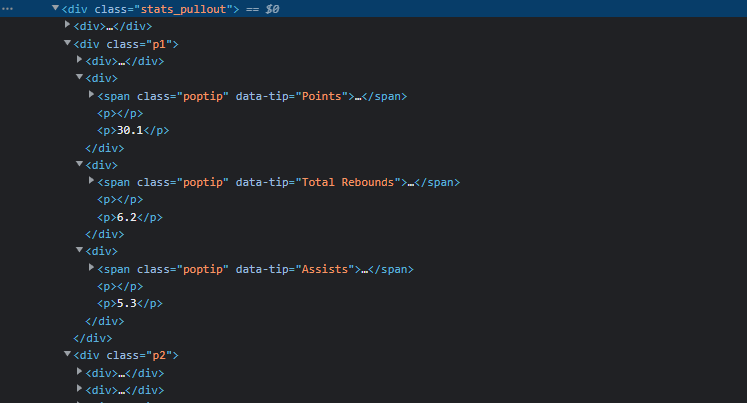 ··· ▼<div class="stats_pullout"> == $0
▶<div>…</div>
▼<div class="p1">
▶<div>…</div>
▼<div>
▶<span class="poptip" data-tip="Points">…</span>
<p></p>
<p>30.1</p>
</div>
▼<div>
▶<span class="poptip" data-tip="Total Rebounds">…</span>
<p></p>
<p>6.2</p>
</div>
▼<div>
▶<span class="poptip" data-tip="Assists">…</span>
<p></p>
<p>5.3</p>
</div>
</div>
▼<div class="p2">
▶<div>…</div>
▶<div>…</div>